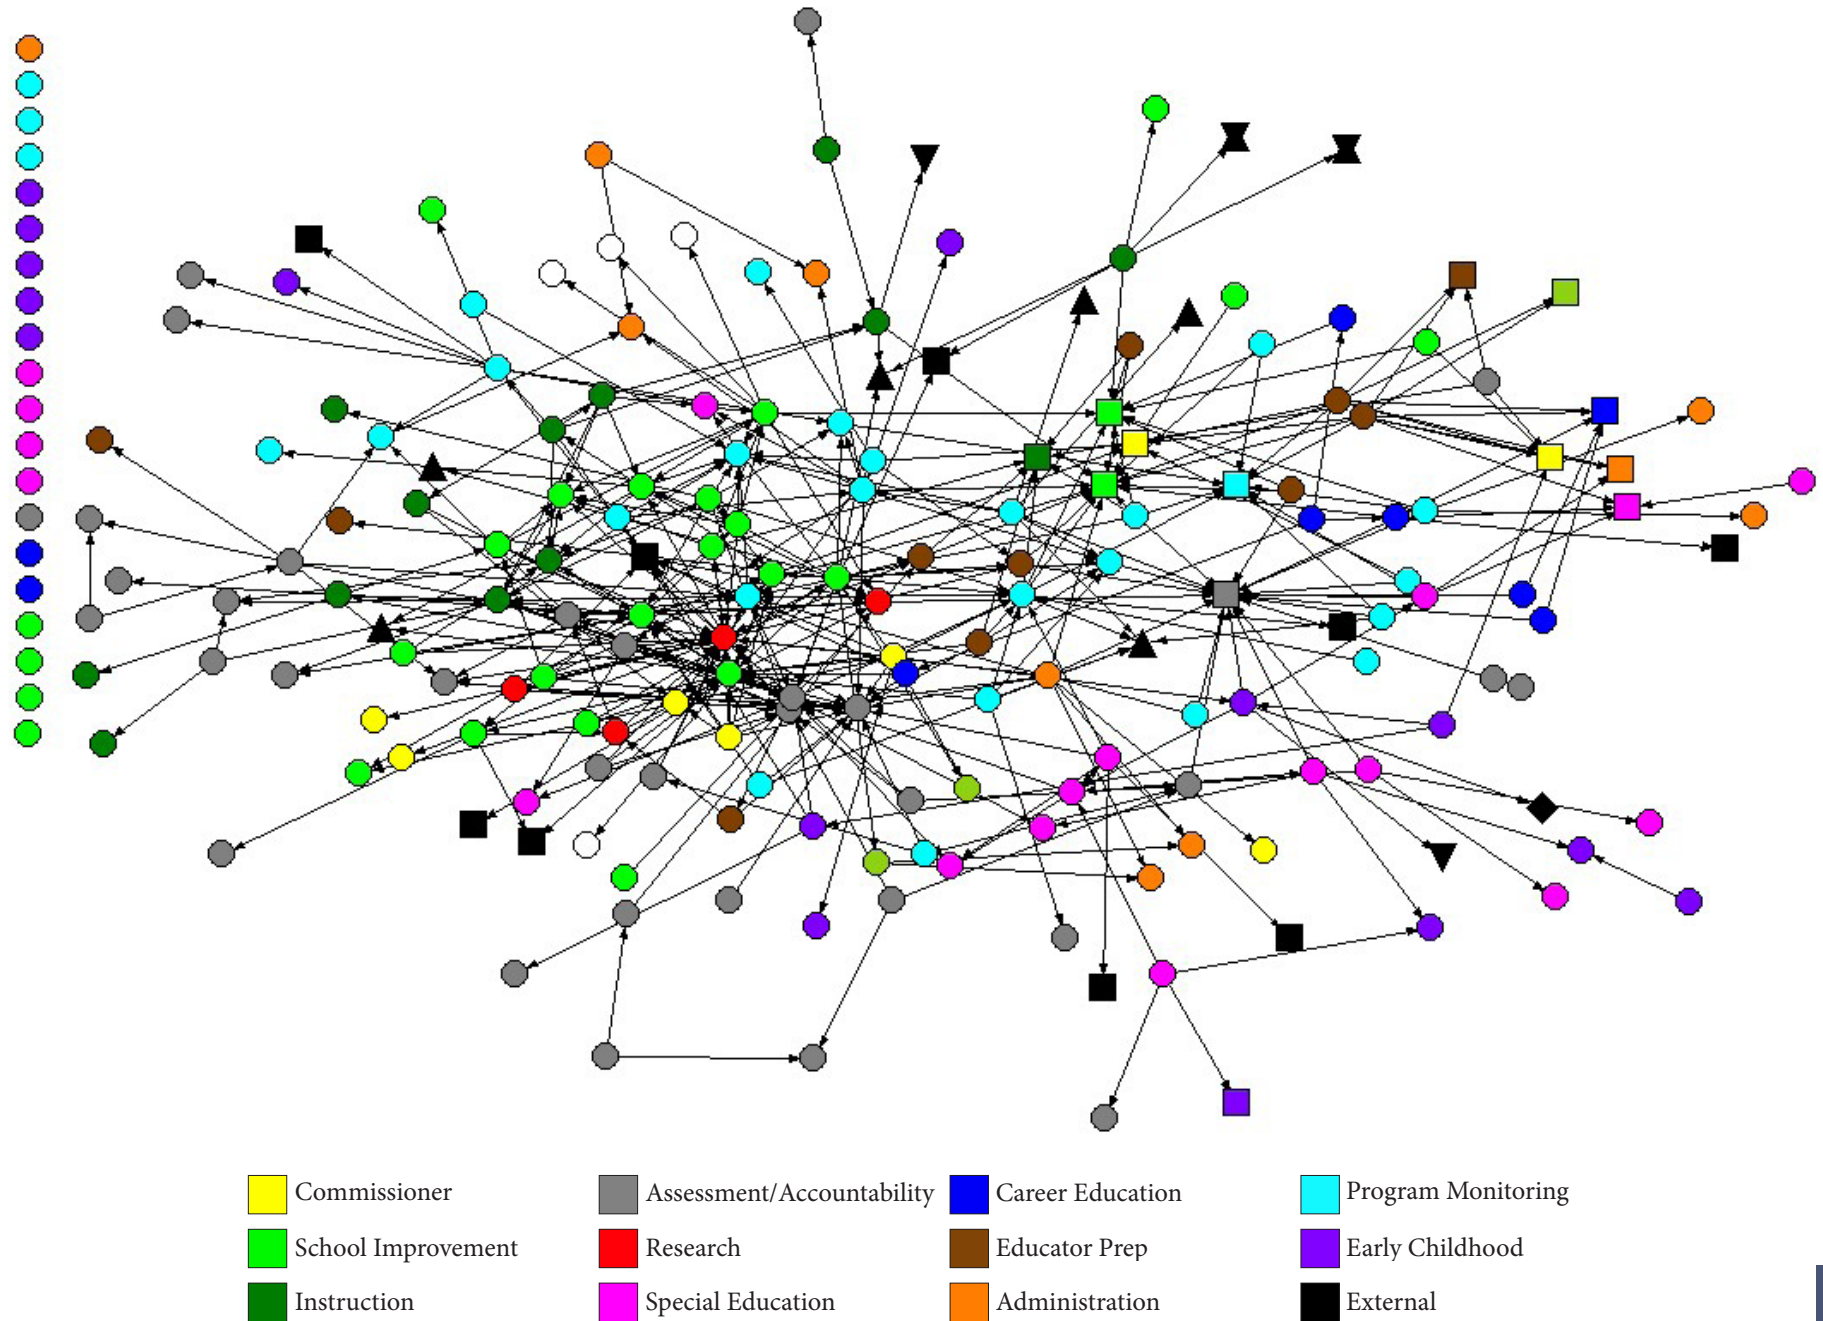 Commissioner Assessment/Accountability Career Education Program Monitoring
School Improvement Research Educator Prep Early Childhood
Instruction Special Education Administration External